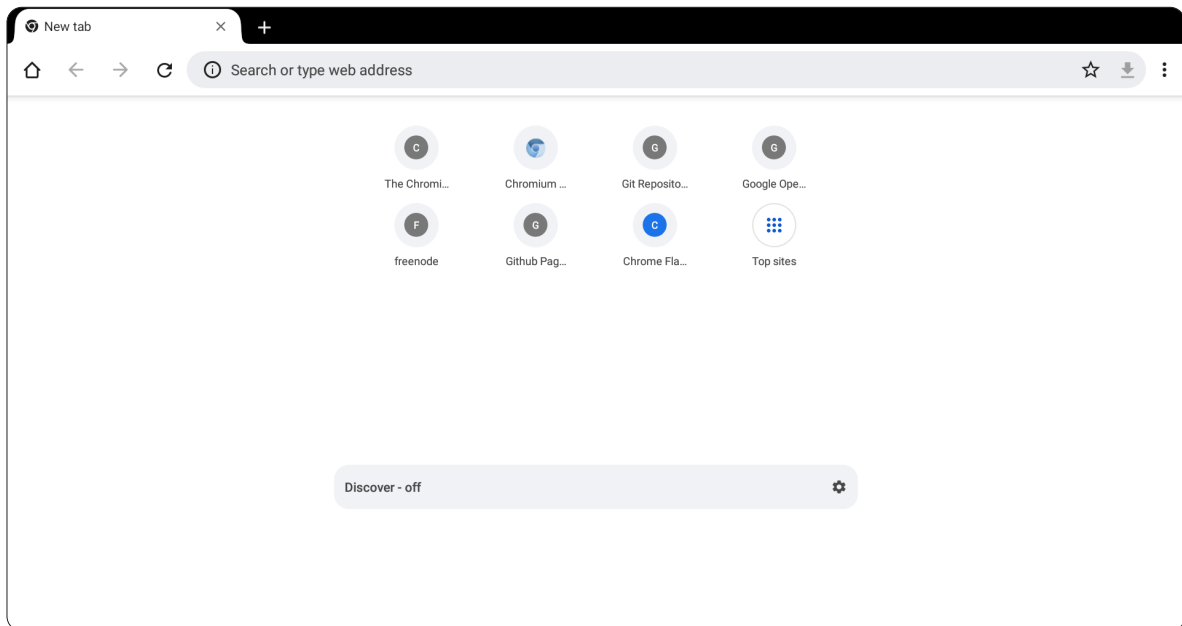 New tab
Search or type web address
C
G
G
The Chromi...
Chromium ...
Git Reposito...
Google Ope...
F
G
C
freenode
Github Pag...
Chrome Fla...
Top sites
Discover - off